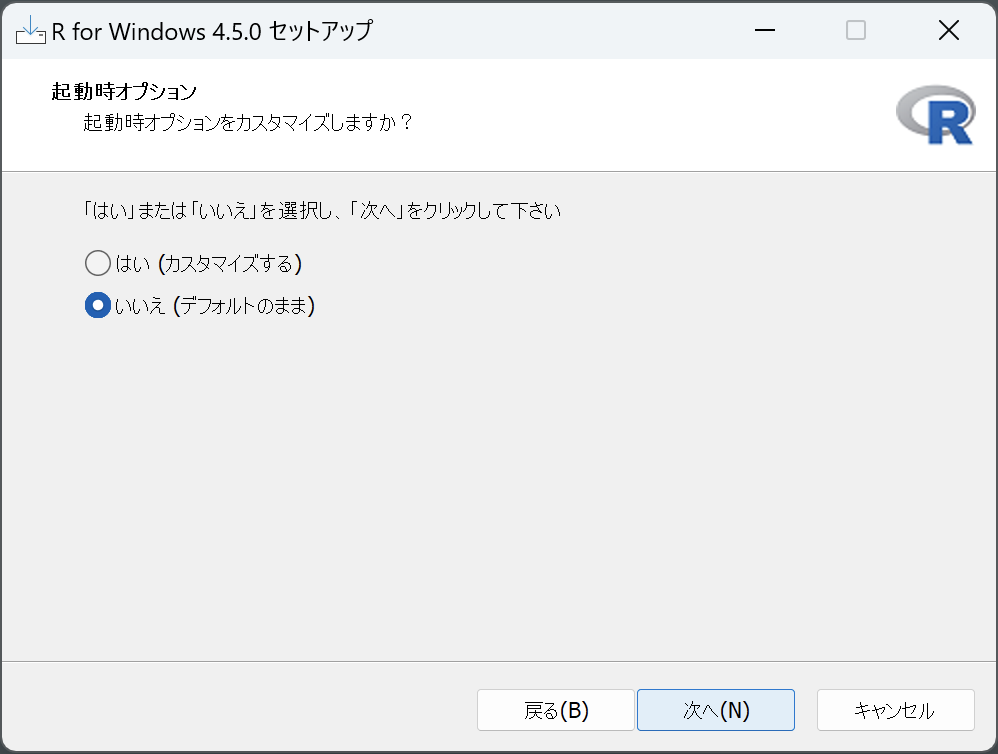 R for Windows 4.5.0 セットアップ
起動時オプション
起動時オプションをカスタマイズしますか？
R
「はい」または「いいえ」を選択し、「次へ」をクリックして下さい
はい (カスタマイズする)
いいえ (デフォルトのまま)
戻る(B) 次へ(N) キャンセル